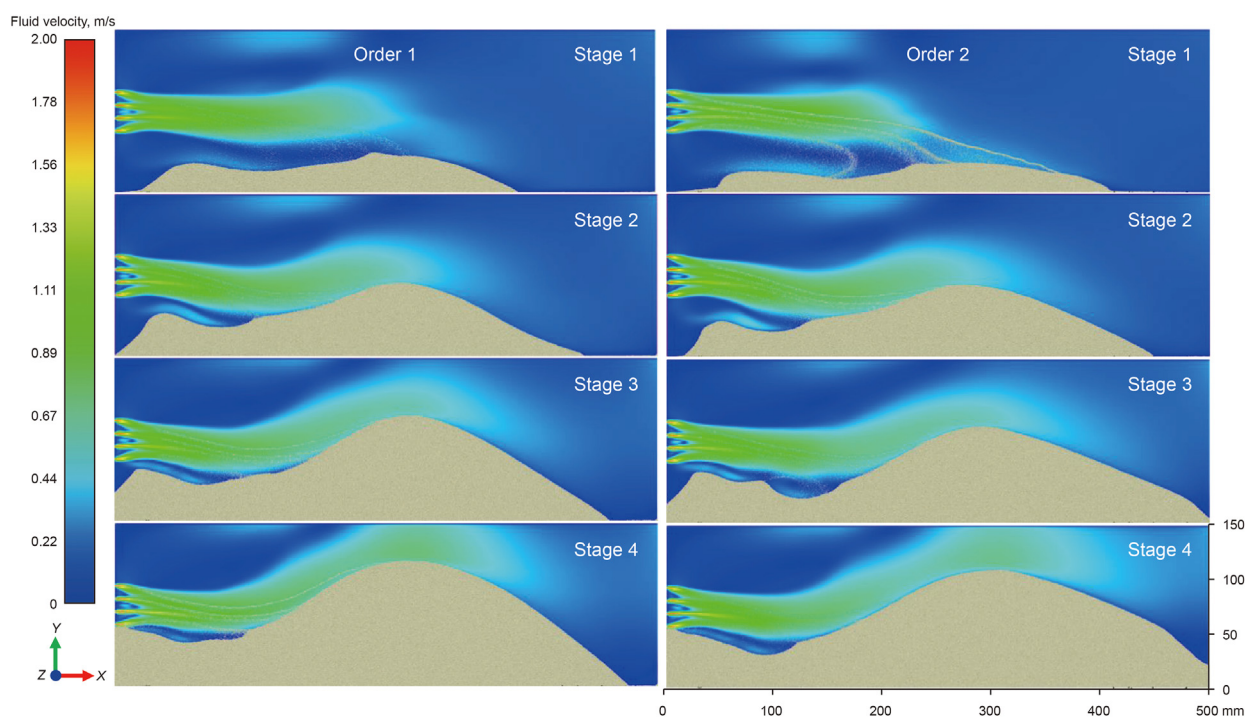 Fluid velocity, m/s
2.00
1.78
1.56
1.33
1.11
0.89
0.67
0.44
0.22
0
Y
Z
X
Order 1
Stage 1
Order 2
Stage 1
Stage 2
Stage 2
Stage 3
Stage 3
Stage 4
Stage 4
150
100
50
0
0 100 200 300 400 500 mm